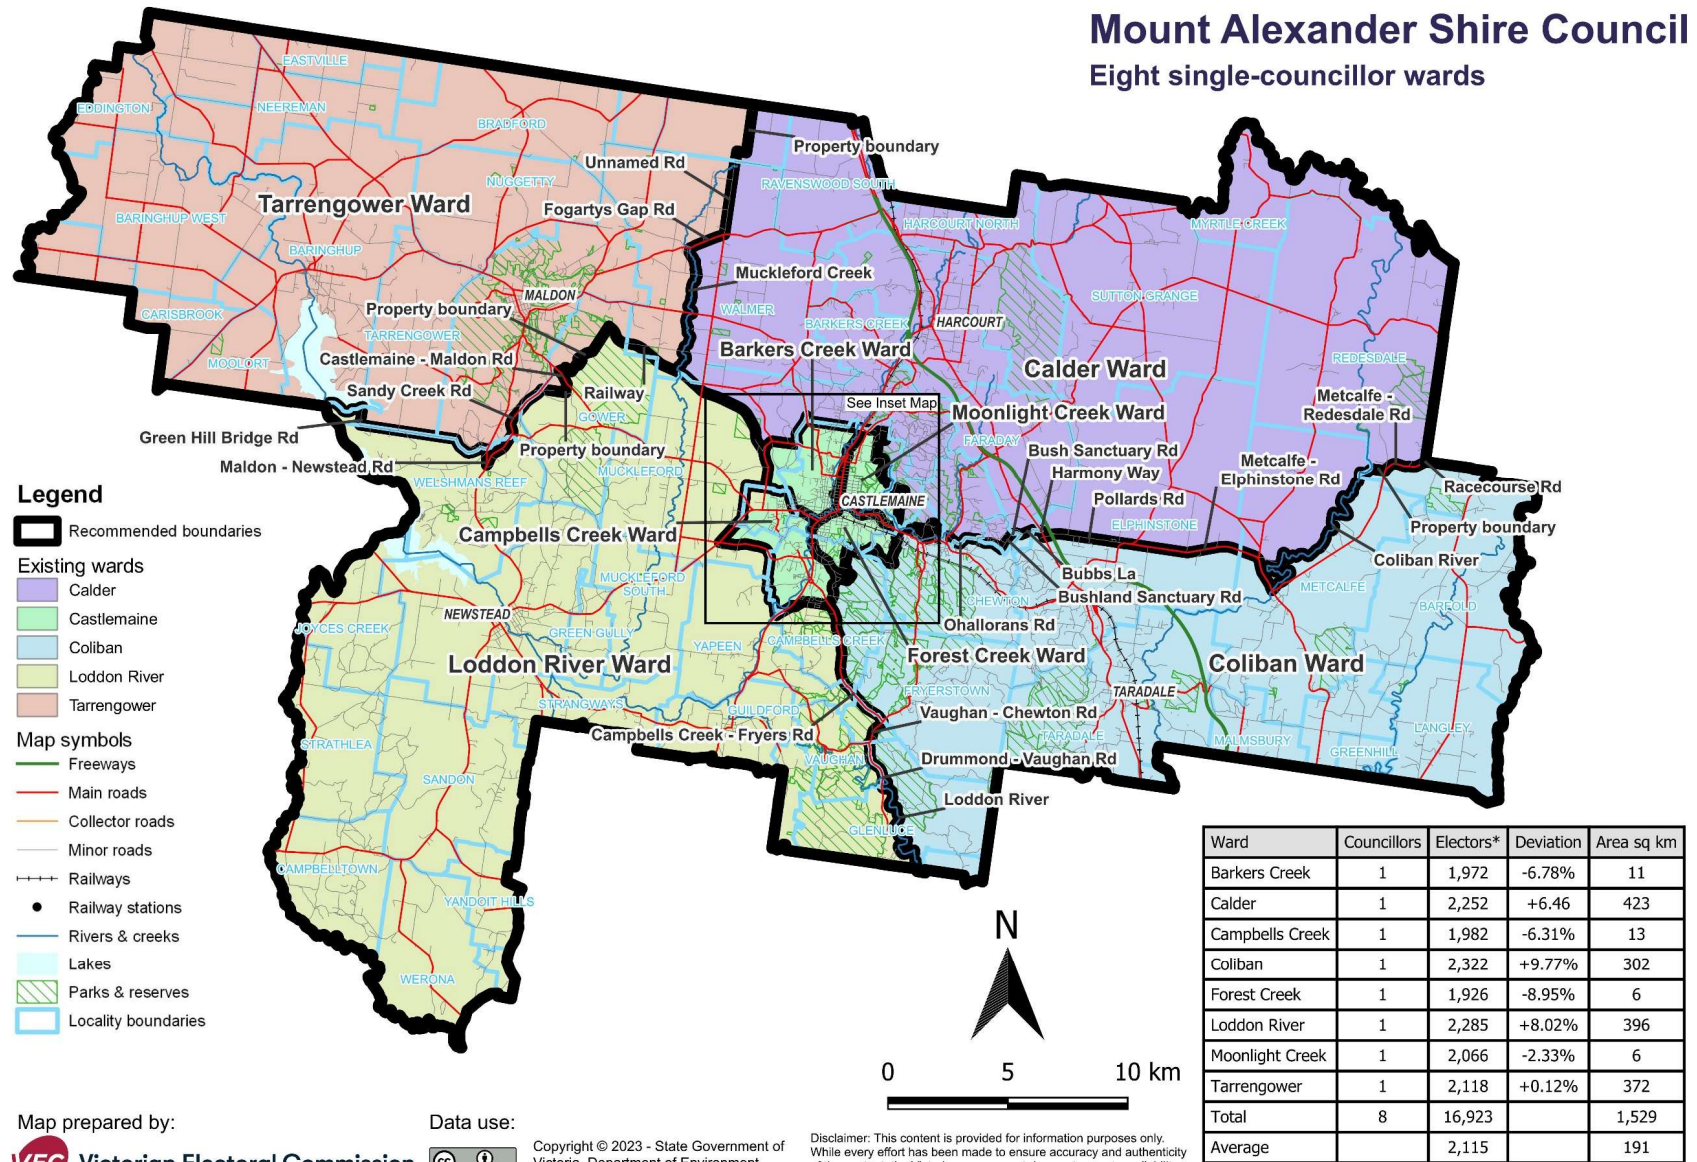 Mount Alexander Shire Council
Eight single-councillor wards
EASTVILLE
EDDINGTON
NEEREMAN
BRADFORD
Property boundary
Unnamed Rd
RAVENSWOOD SOUTH
NUGGETTY
Tarrengower Ward
Fogartys Gap Rd
BARINGHUP WEST
HARCOURT NORTH
MYRTLE CREEK
BARINGHUP
Muckleford Creek
MALDON
SUTTON GRANGE
Property boundary
WALMER
CARISBROOK
BARKERS CREEK
HARCOURT
TARRENGOWER
Barkers Creek Ward
Castlemaine - Maldon Rd
REDESDALE
MOOLORT
Calder Ward
Sandy Creek Rd
Railway
Metcalfe -
Redesdale Rd
See Inset Map
Moonlight Creek Ward
GOWER
Green Hill Bridge Rd
FARADAY
Property boundary
Bush Sanctuary Rd
Maldon - Newstead Rd
Harmony Way
Metcalfe -
Elphinstone Rd
MUCKLEFORD
WELSHMANS REEF
Racecourse Rd
CASTLEMAINE
Pollards Rd
ELPHINSTONE
Property boundary
Campbells Creek Ward
Coliban River
Bubbs La
MUCKLEFORD
SOUTH
METCALFE
Bushland Sanctuary Rd
CHEWTON
BARFOLD
NEWSTEAD
Ohallorans Rd
JOYCES CREEK
GREEN GULLY
YAPEEN
CAMPBELLS CREEK
Forest Creek Ward
Loddon River Ward
Coliban Ward
FRYERSTOWN
TARADALE
STRANGWAYS
GUILDFORD
Vaughan - Chewton Rd
LANGLEY
Campbells Creek - Fryers Rd
TARADALE
MALMSBURY
STRATHLEA
GREENHILL
VAUGHAN
Drummond - Vaughan Rd
SANDON
Loddon River
GLENLUCE
CAMPBELLTOWN
YANDOIT HILLS
WERONA
Legend
Recommended boundaries
Existing wards
Calder
Castlemaine
Coliban
Loddon River
Tarrengower
Map symbols
Freeways
Main roads
Collector roads
Minor roads
Railways
Railway stations
Rivers & creeks
Lakes
Parks & reserves
Locality boundaries
N
0 5 10 km
Ward Councillors Electors* Deviation Area sq km
Barkers Creek 1 1,972 -6.78% 11
Calder 1 2,252 +6.46 423
Campbells Creek 1 1,982 -6.31% 13
Coliban 1 2,322 +9.77% 302
Forest Creek 1 1,926 -8.95% 6
Loddon River 1 2,285 +8.02% 396
Moonlight Creek 1 2,066 -2.33% 6
Tarrengower 1 2,118 +0.12% 372
Total 8 16,923 1,529
Average 2,115 191
Map prepared by:
VEC Victorian Electoral Commission
Data use:
cc
Copyright © 2023 - State Government of
Victoria, Department of Environment
Disclaimer: This content is provided for information purposes only.
While every effort has been made to ensure accuracy and authenticity